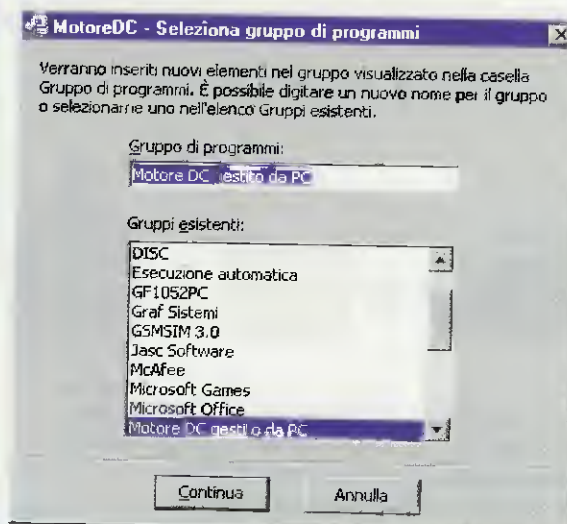 MotoreDC - Seleziona gruppo di programmi
Verranno inseriti nuovi elementi nel gruppo visualizzato nella casella
Gruppo di programmi. È possibile digitare un nuovo nome per il gruppo
o selezionarne uno nell'elenco Gruppi esistenti.
Gruppo di programmi:
Motore DC gestito da PC
Gruppi esistenti:
DISC
Esecuzione automatica
GF1052PC
Graf Sistemi
GSMSIM 3.0
Jasc Software
McAfee
Microsoft Games
Microsoft Office
Motore DC gestito da PC
Continua
Annulla